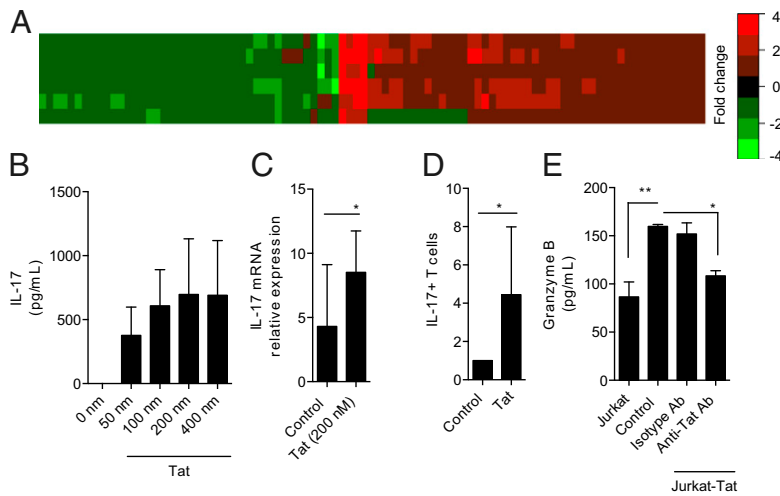 A
4
2
0
-2
-4
Fold change
B
1500
1000
500
0
IL-17
(pg/mL)
0 nm
50 nm
100 nm
200 nm
400 nm
Tat
C
15
10
5
0
IL-17 mRNA
relative expression
*
Control
Tat (200 nM)
D
10
8
6
4
2
0
IL-17+ T cells
*
Control
Tat
E
200
150
100
50
0
Granzyme B
(pg/mL)
**
*
Jurkat
Control
Isotype Ab
Anti-Tat Ab
Jurkat-Tat